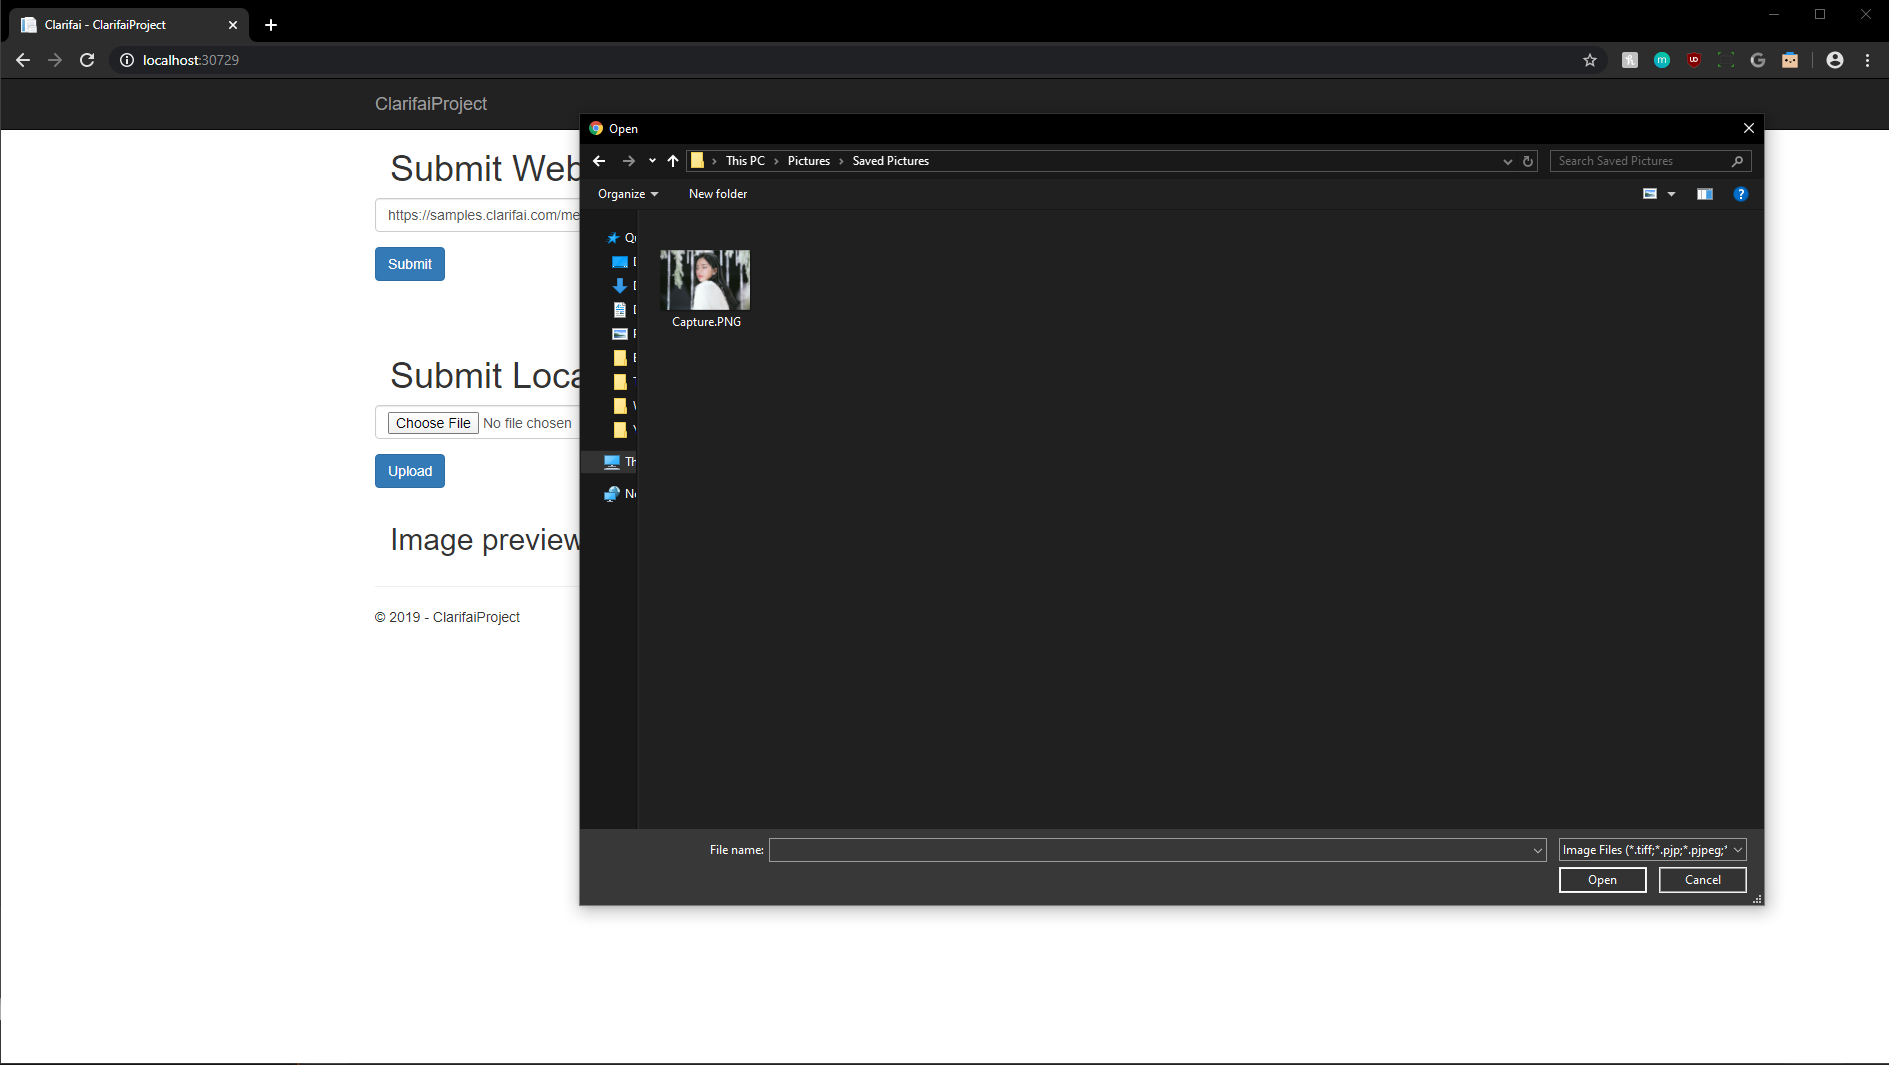 Clarifai - ClarifaiProject
localhost:30729
ClarifaiProject
Submit Web
https://samples.clarifai.com/me
Submit
Submit Loca
Choose File No file chosen
Upload
Image preview
© 2019 - ClarifaiProject
Open
This PC › Pictures › Saved Pictures
Search Saved Pictures
Organize New folder
Qu
Th
Ne
Capture.PNG
File name:
Image Files (*.tiff;*.pjp;*.pjpeg;*
Open Cancel